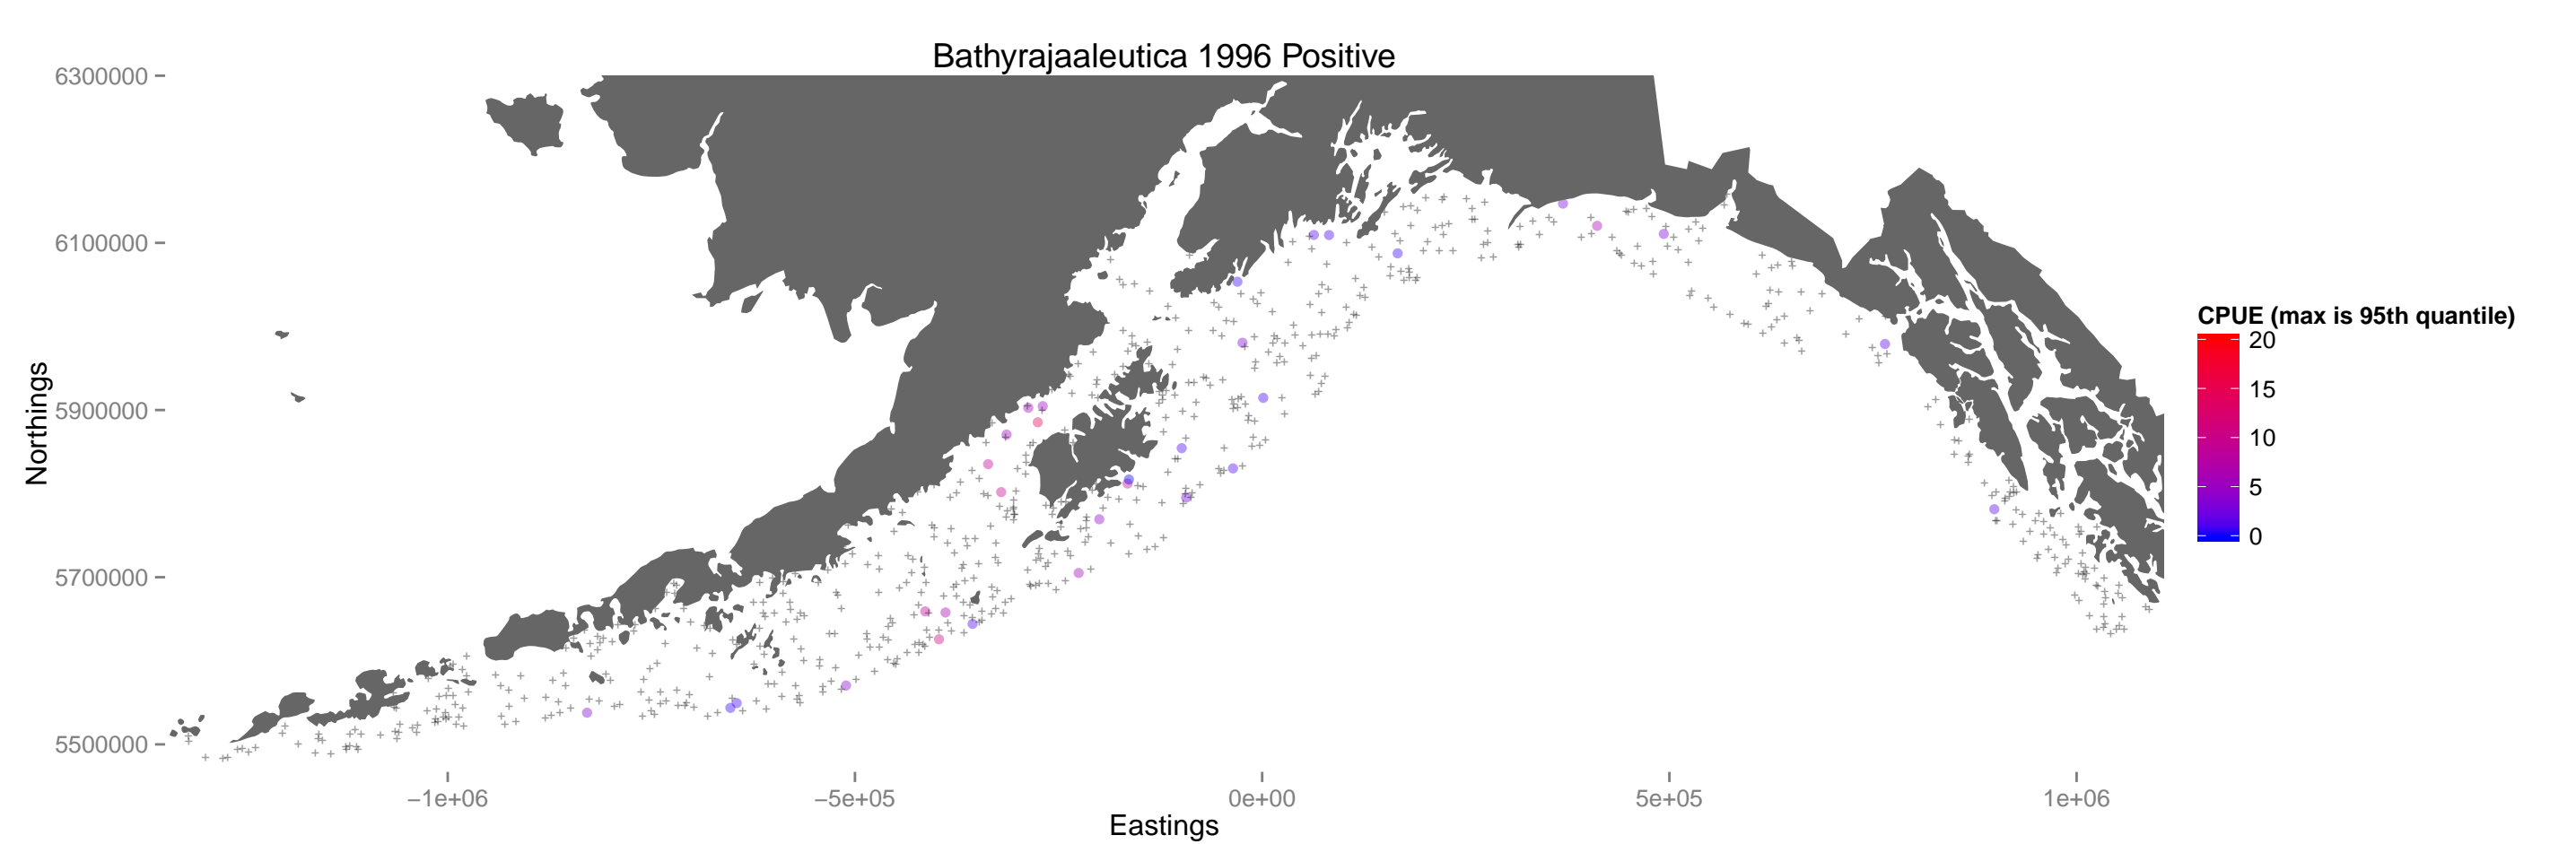 Bathyrajaaleutica 1996 Positive
6300000
6100000
5900000
5700000
5500000
Northings
−1e+06
−5e+05
0e+00
5e+05
1e+06
Eastings
CPUE (max is 95th quantile)
20
15
10
5
0